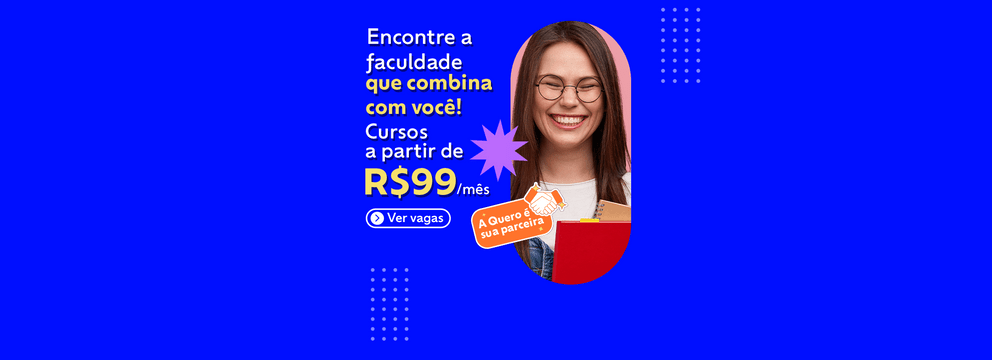 Encontre a
faculdade
que combina
com você!
Cursos
a partir de
R$99/mês
Ver vagas
A Quero é
sua parceira